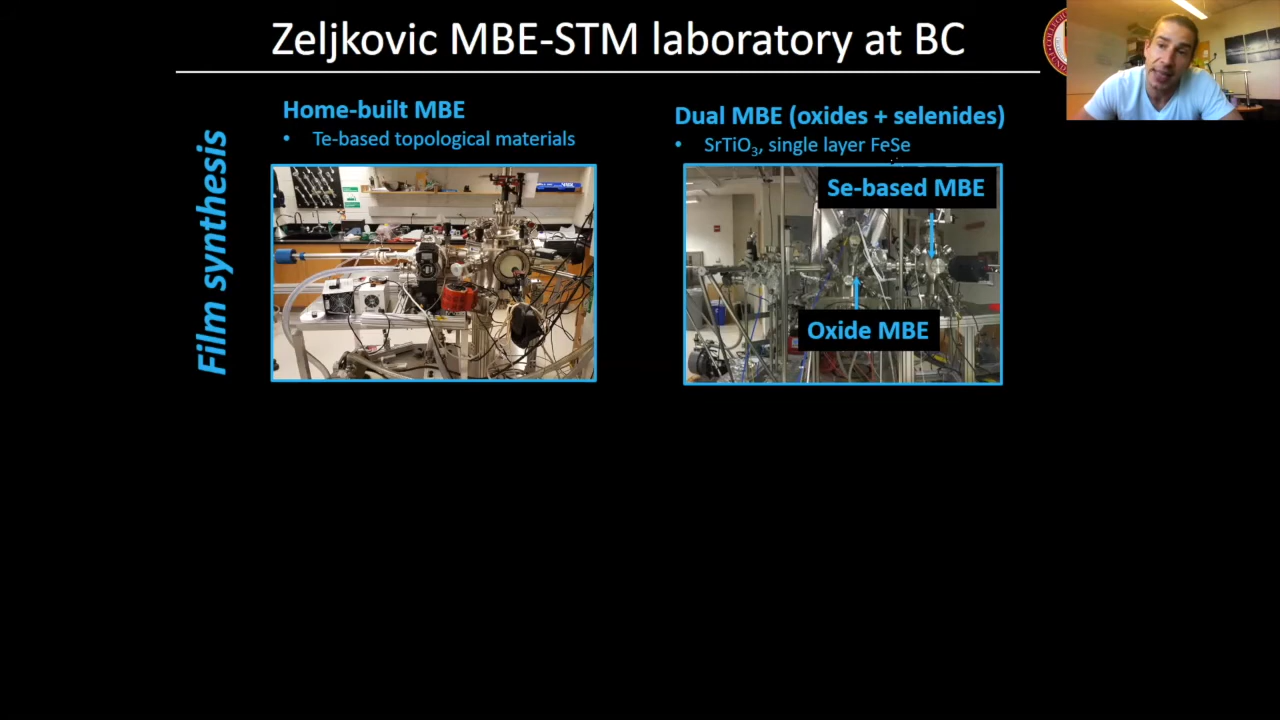 Zeljkovic MBE-STM laboratory at BC
Film synthesis
Home-built MBE
• Te-based topological materials
Dual MBE (oxides + selenides)
• SrTiO₃, single layer FeSe
Se-based MBE
Oxide MBE